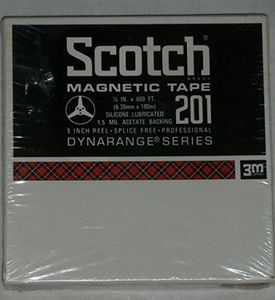 Scotch®
BRAND
MAGNETIC TAPE
¼ IN x 600 FT.
(6.35mm x 180m)
SILICONE LUBRICATED
1.5 MIL ACETATE BACKING
201
5 INCH REEL - SPLICE FREE - PROFESSIONAL
DYNARANGE® SERIES
3M